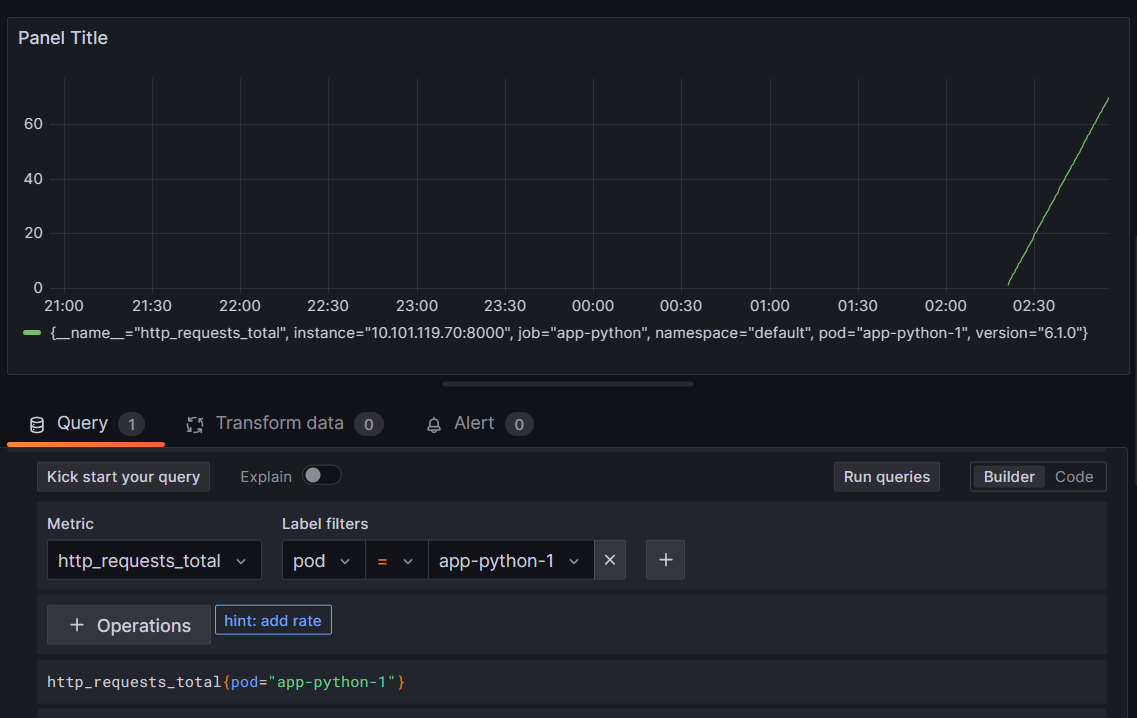 Panel Title
60
40
20
0
21:00 21:30 22:00 22:30 23:00 23:30 00:00 00:30 01:00 01:30 02:00 02:30
{__name__="http_requests_total", instance="10.101.119.70:8000", job="app-python", namespace="default", pod="app-python-1", version="6.1.0"}
Query 1 Transform data 0 Alert 0
Kick start your query Explain Run queries Builder Code
Metric Label filters
http_requests_total pod = app-python-1
+ Operations hint: add rate
http_requests_total{pod="app-python-1"}